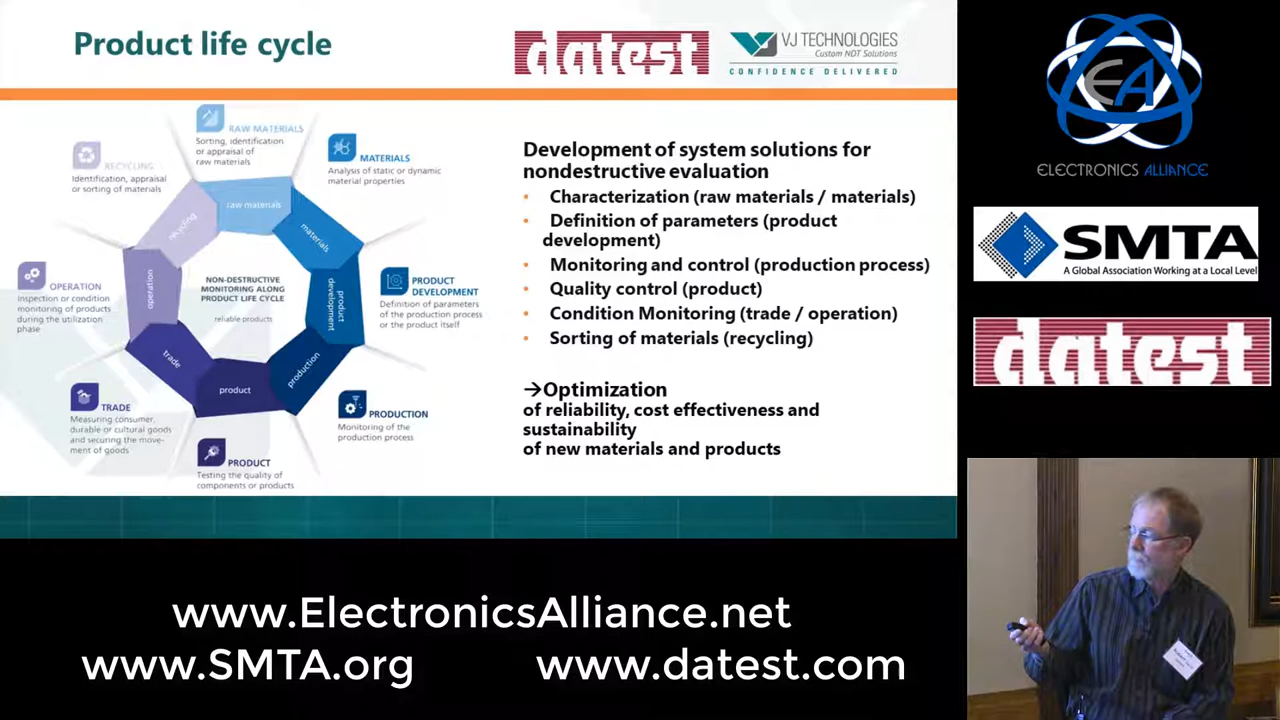 Product life cycle
datest
VJ TECHNOLOGIES
Custom NDT Solutions
CONFIDENCE DELIVERED
RAW MATERIALS
Sorting, identification
or appraisal of
raw materials
MATERIALS
Analysis of static or dynamic
material properties
RECYCLING
Identification, appraisal
or sorting of materials
raw materials
recycling
materials
OPERATION
Inspection or condition
monitoring of products
during the utilization
phase
operation
NON-DESTRUCTIVE
MONITORING ALONG
PRODUCT LIFE CYCLE
reliable products
product
development
PRODUCT
DEVELOPMENT
Definition of parameters
of the production process
or the product itself
trade
product
production
TRADE
Measuring consumer,
durable or cultural goods
and securing the move-
ment of goods
PRODUCTION
Monitoring of the
production process
PRODUCT
Testing the quality of
components or products
Development of system solutions for
nondestructive evaluation
• Characterization (raw materials / materials)
• Definition of parameters (product
development)
• Monitoring and control (production process)
• Quality control (product)
• Condition Monitoring (trade / operation)
• Sorting of materials (recycling)
→Optimization
of reliability, cost effectiveness and
sustainability
of new materials and products
EA
ELECTRONICS ALLIANCE
SMTA
A Global Association Working at a Local Level
datest
www.ElectronicsAlliance.net
www.SMTA.org www.datest.com